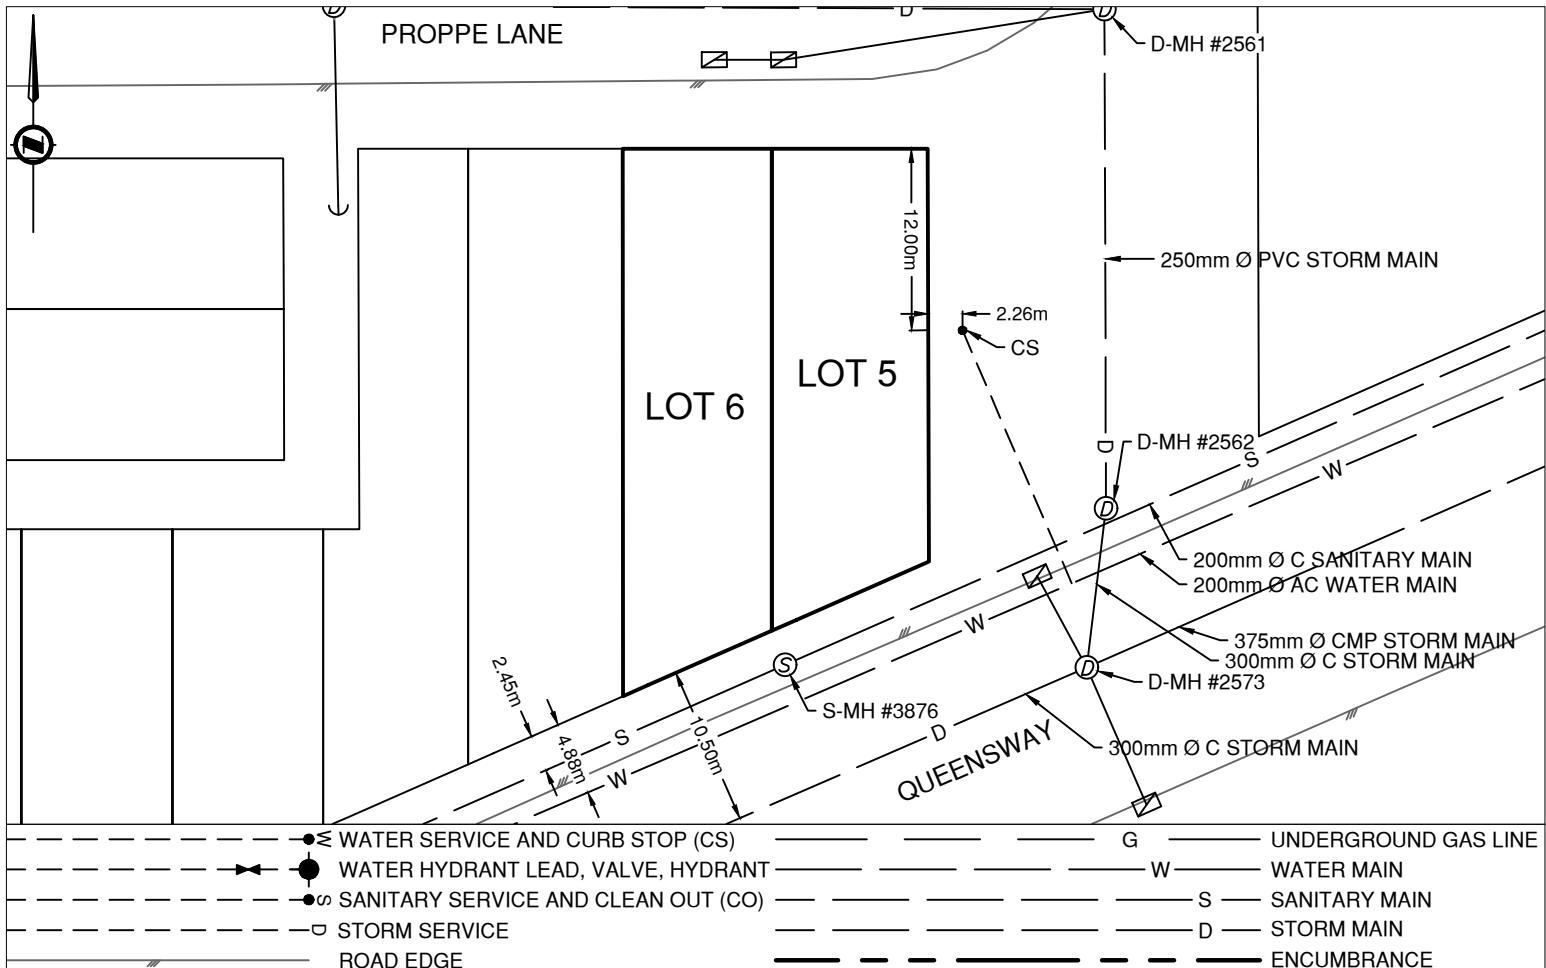 D
D
D
PROPPE LANE
D-MH #2561
12.00m
250mm Ø PVC STORM MAIN
2.26m
CS
LOT 5
LOT 6
D
D-MH #2562
S
W
D
200mm Ø C SANITARY MAIN
200mm Ø AC WATER MAIN
W
375mm Ø CMP STORM MAIN
300mm Ø C STORM MAIN
D
D-MH #2573
S
S-MH #3876
2.45m
4.88m
10.50m
S
W
D
QUEENSWAY
300mm Ø C STORM MAIN
W WATER SERVICE AND CURB STOP (CS)
G UNDERGROUND GAS LINE
WATER HYDRANT LEAD, VALVE, HYDRANT
W WATER MAIN
S SANITARY SERVICE AND CLEAN OUT (CO)
S SANITARY MAIN
D STORM SERVICE
D STORM MAIN
ROAD EDGE
ENCUMBRANCE